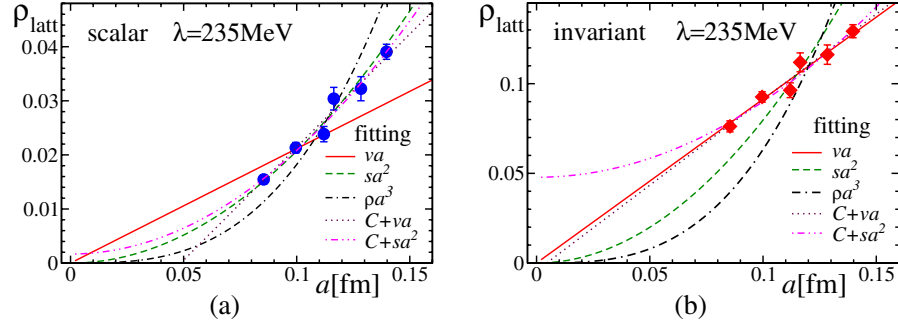 ρlatt
scalar λ=235MeV
0.04
0.03
0.02
0.01
0
fitting
va
sa²
ρa³
C+va
C+sa²
0 0.05 0.1 0.15
a[fm]
(a)
ρlatt
invariant λ=235MeV
0.1
0.05
0
fitting
va
sa²
ρa³
C+va
C+sa²
0.05 0.1 0.15
a[fm]
(b)